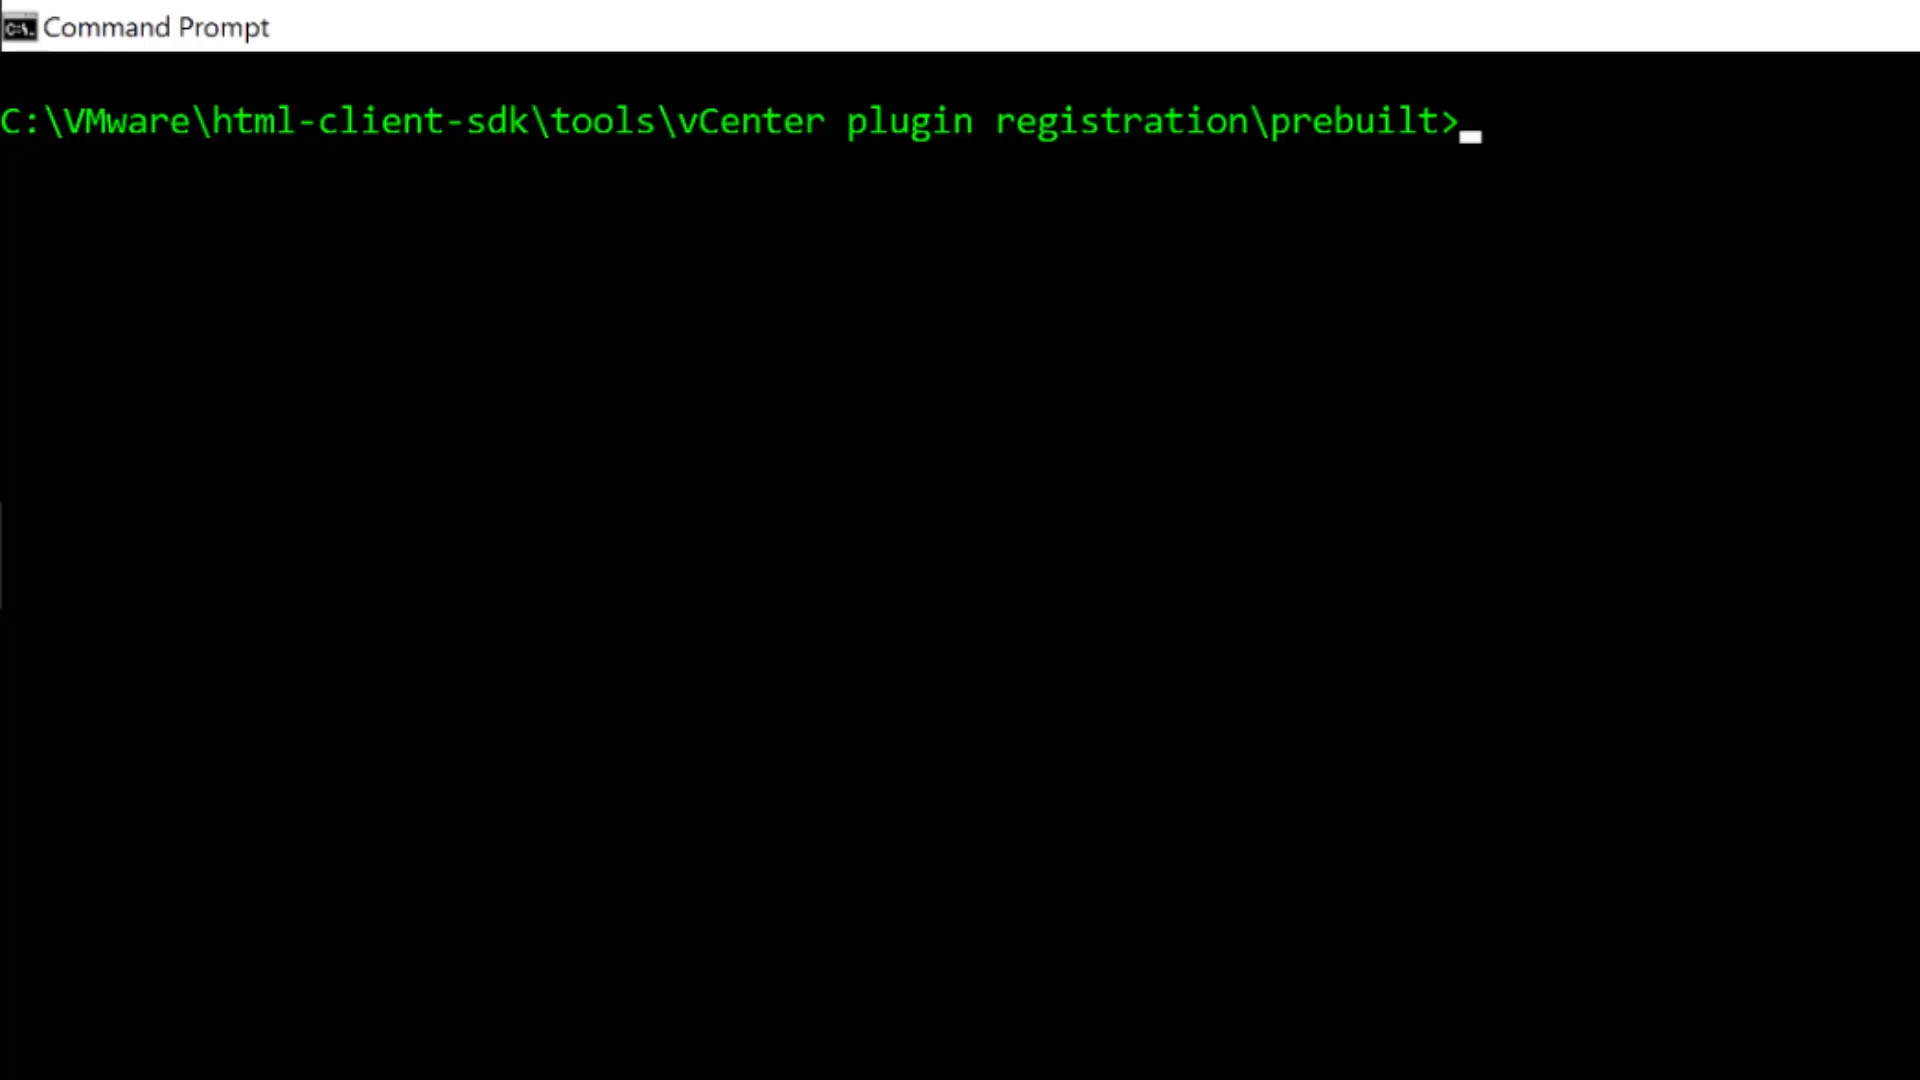 Command Prompt
C:\VMware\html-client-sdk\tools\vCenter plugin registration\prebuilt>